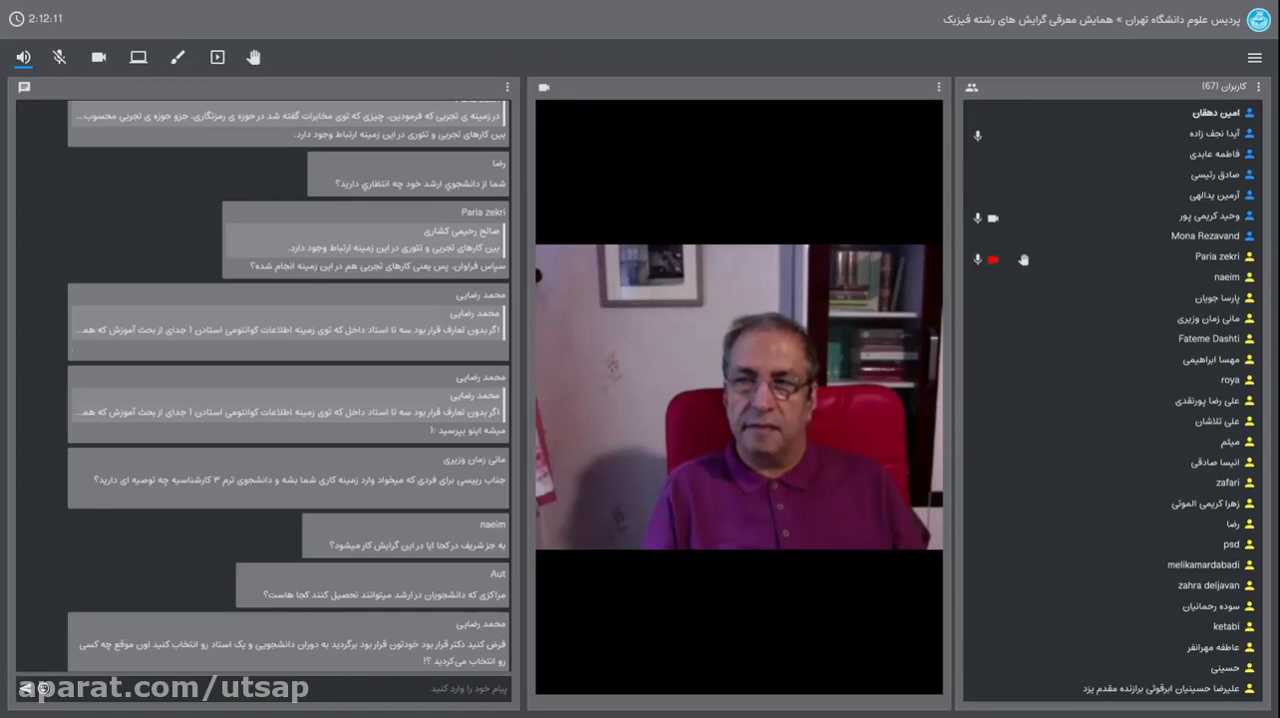 پردیس علوم دانشگاه تهران » همایش معرفی گرایش های رشته فیزیک
2:12:11
کاربران (67)
امین دهقان
آیدا نجف زاده
فاطمه عابدی
صادق رئیسی
آرمین یدالهی
وحید کریمی پور
Mona Rezavand
Paria zekri
naeim
پارسا جویان
مانی زمان وزیری
Fateme Dashti
مهسا ابراهیمی
roya
علی رضا پورنقدی
علی تلاشان
میثم
انیسا صادقی
zafari
زهرا کریمی الموتی
رضا
psd
melikamardabadi
zahra deljavan
سوده رحمانیان
ketabi
عاطفه مهرانفر
حسینی
علیرضا حسینیان ابرقوئی برازنده مقدم یزد
در زمینه ی تجربی که فرمودین، چیزی که توی مخابرات گفته شد در حوزه ی رمزنگاری، جزو حوزه ی تجربی محسوب...
بین کارهای تجربی و تئوری در این زمینه ارتباط وجود دارد.
رضا
شما از دانشجوي ارشد خود چه انتظاري داريد؟
Paria zekri
صالح رحیمی کشاری
بین کارهای تجربی و تئوری در این زمینه ارتباط وجود دارد.
سپاس فراوان. پس یعنی کارهای تجربی هم در این زمینه انجام شده؟
محمد رضایی
محمد رضایی
اگر بدون تعارف قرار بود سه تا استاد داخل که توی زمینه اطلاعات کوانتومی استادن ( جدای از بحث آموزش که هم...
.
محمد رضایی
محمد رضایی
اگر بدون تعارف قرار بود سه تا استاد داخل که توی زمینه اطلاعات کوانتومی استادن ( جدای از بحث آموزش که هم...
میشه اینو بپرسید :(
مانی زمان وزیری
جناب رییسی برای فردی که میخواد وارد زمینه کاری شما بشه و دانشجوی ترم ۳ کارشناسیه چه توصیه ای دارید؟
naeim
به جز شریف در کجا ایا در این گرایش کار میشود؟
Aut
مراکزی که دانشجویان در ارشد میتوانند تحصیل کنند کجا هاست؟
محمد رضایی
فرض کنید دکتر قرار بود خودتون قرار بود برگردید به دوران دانشجویی و یک استاد رو انتخاب کنید اون موقع چه کسی
رو انتخاب می‌کردید ؟!
پیام خود را وارد کنید.
aparat.com/utsap